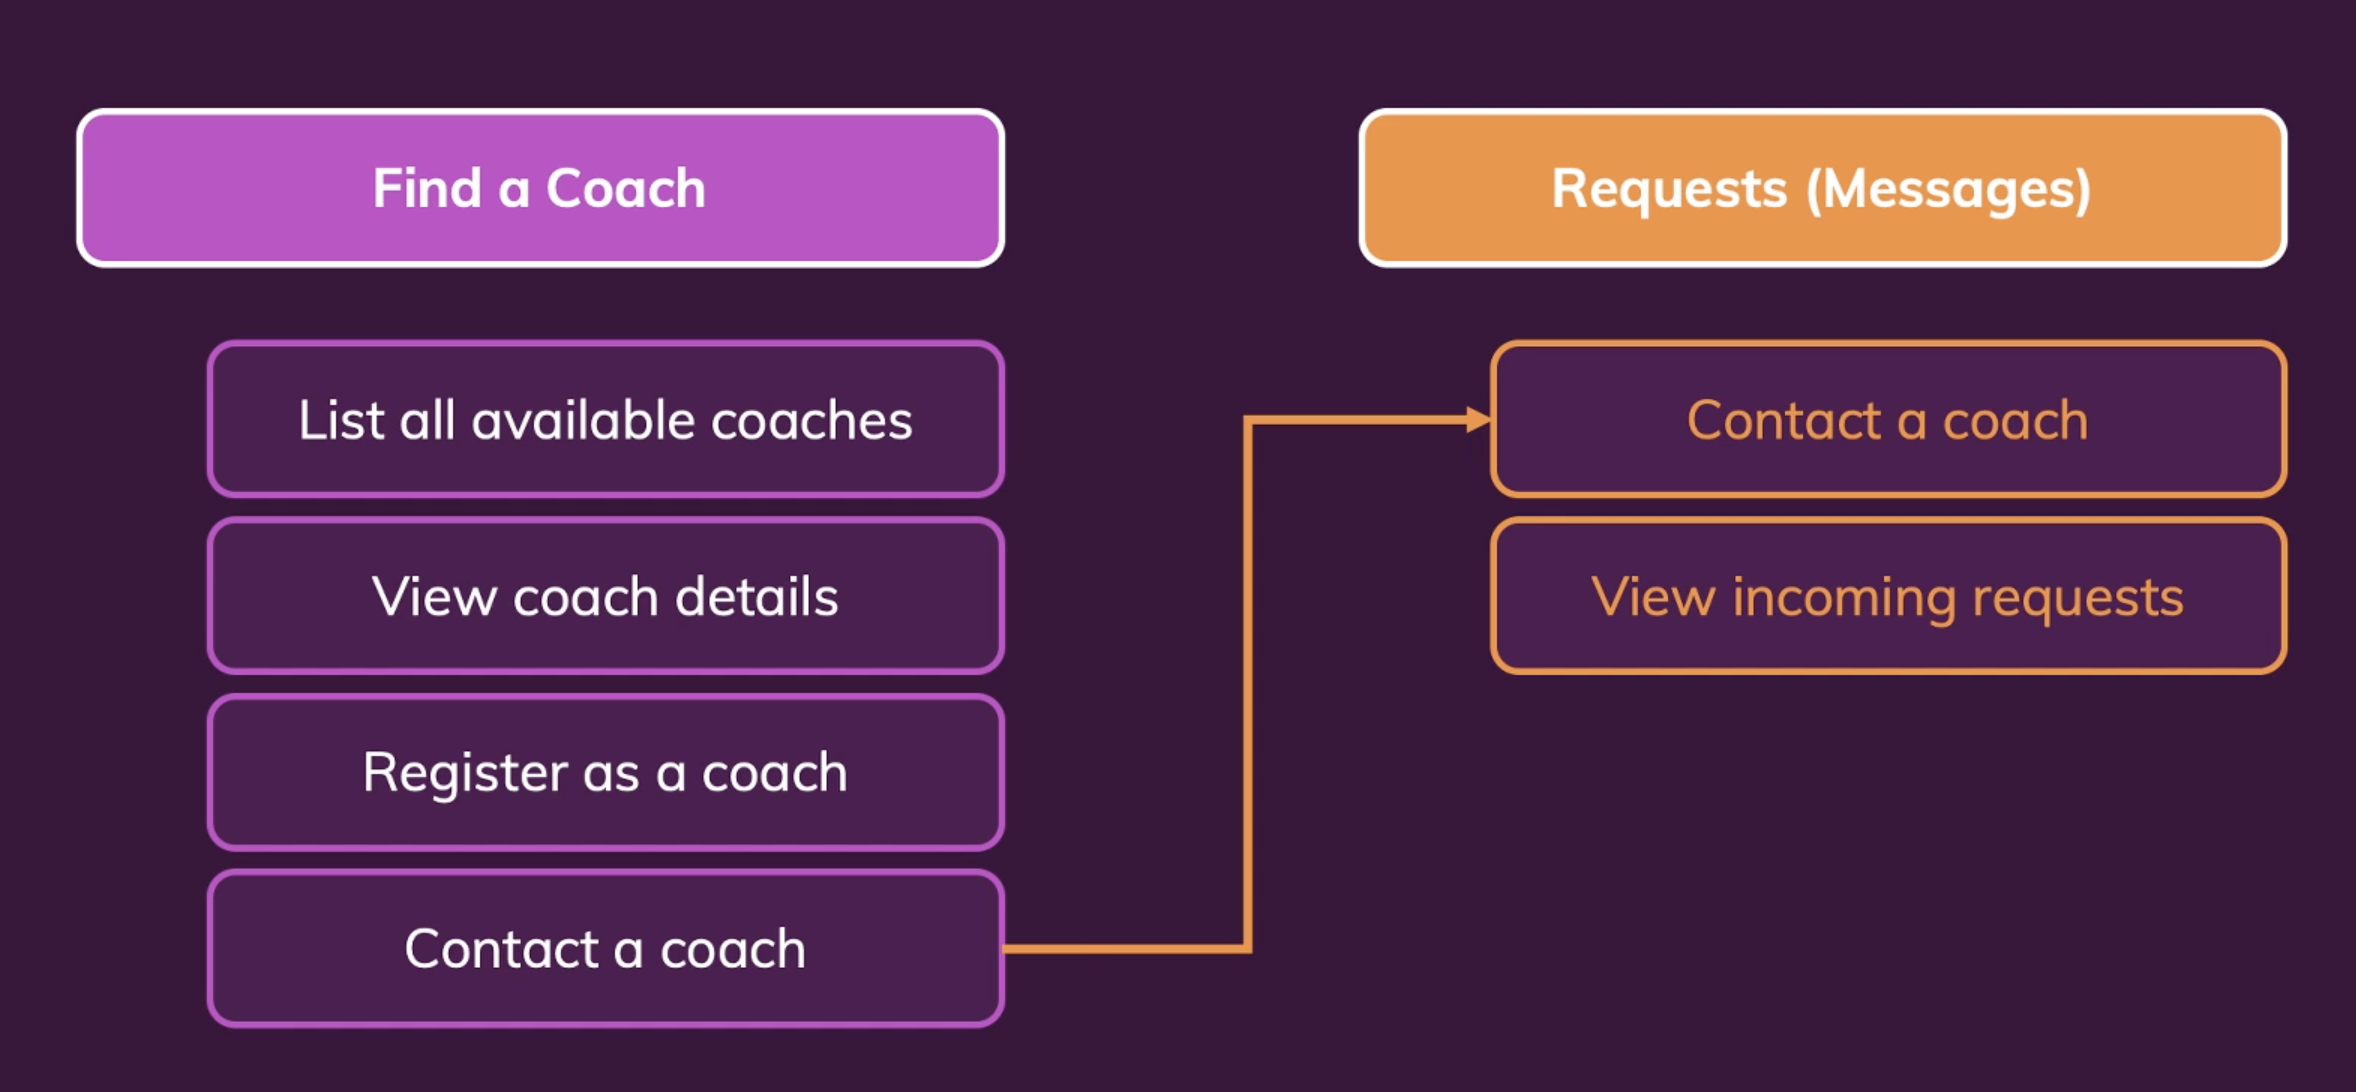 Find a Coach
List all available coaches
View coach details
Register as a coach
Contact a coach
Requests (Messages)
Contact a coach
View incoming requests